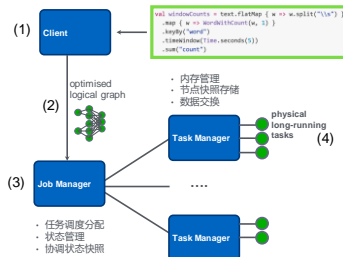 val windowCounts = text.flatMap { w => w.split("\\s") }
.map { w => WordWithCount(w, 1) }
.keyBy("word")
.timeWindow(Time.seconds(5))
.sum("count")
(1)
Client
optimised
logical graph
(2)
内存管理
节点快照存储
数据交换
physical
long-running
tasks
(4)
Task Manager
(3)
Job Manager
....
任务调度分配
状态管理
协调状态快照
Task Manager